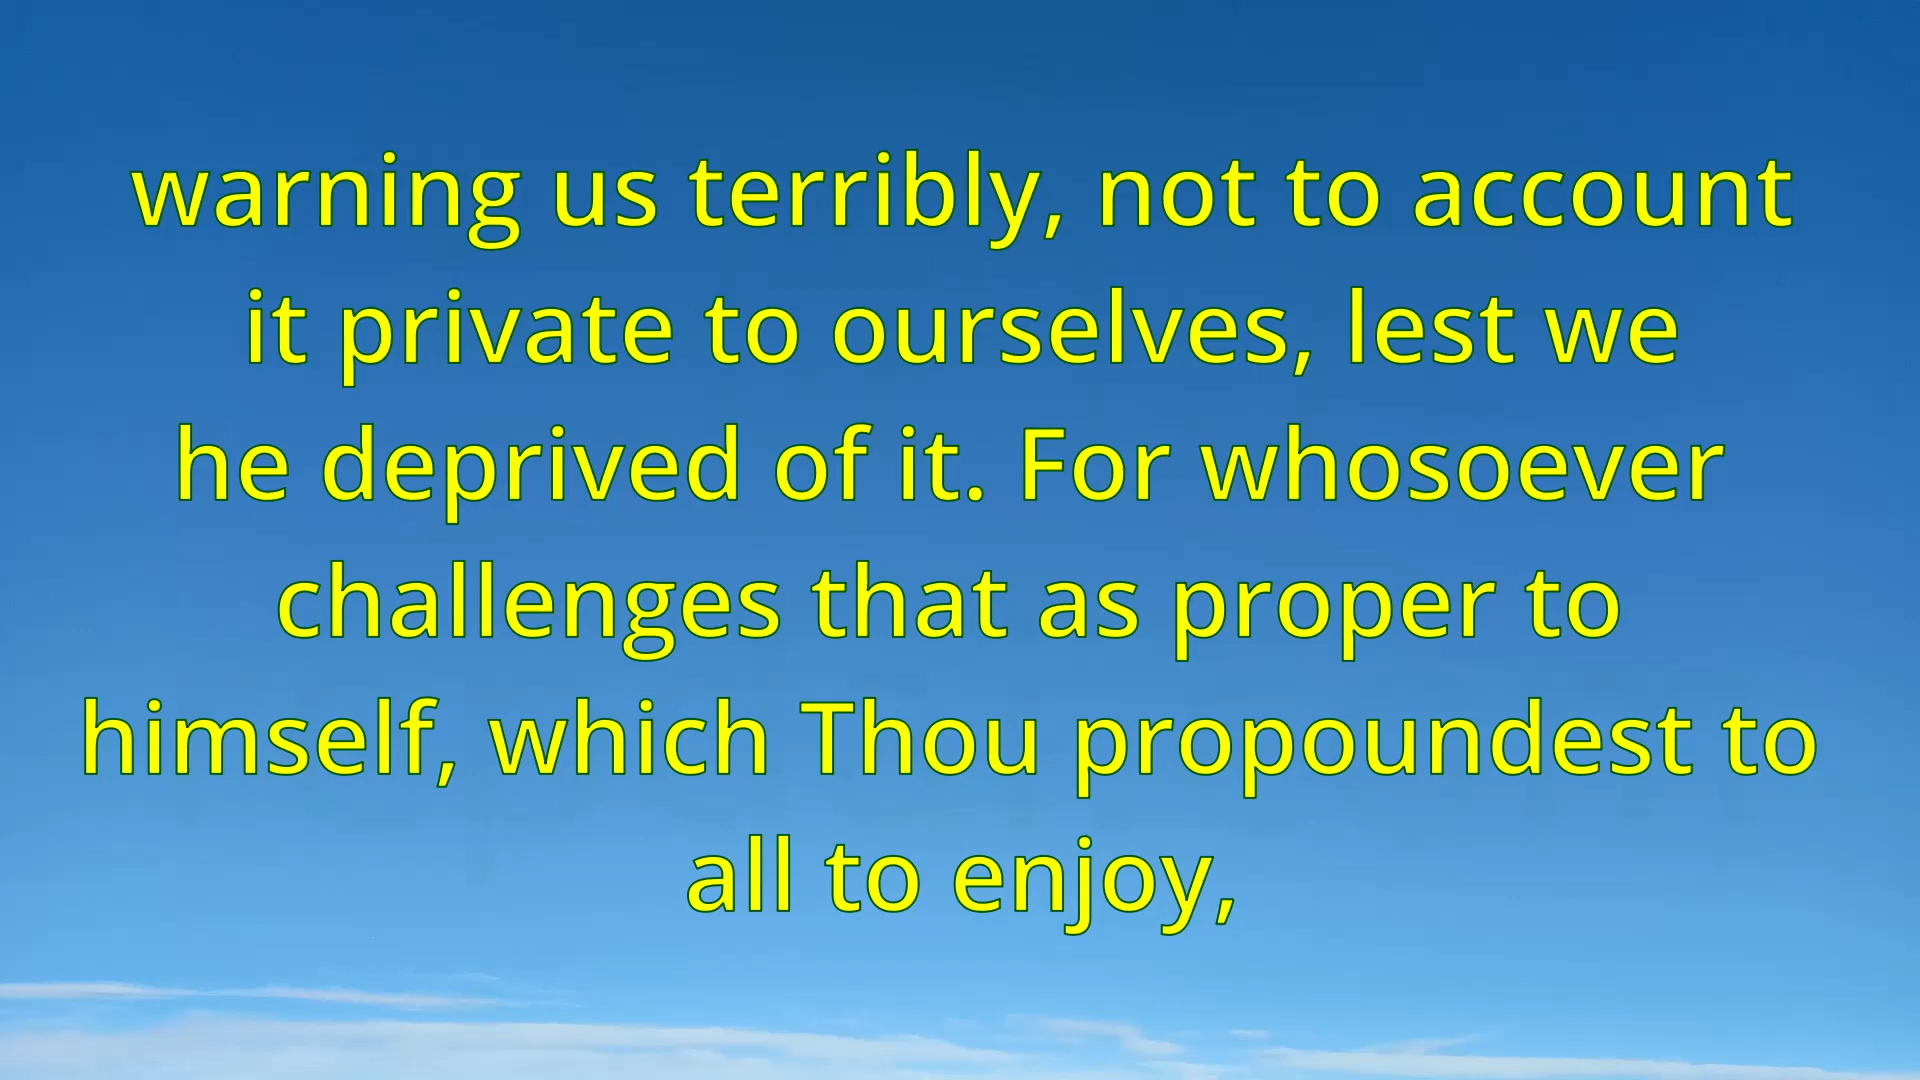 warning us terribly, not to account
it private to ourselves, lest we
he deprived of it. For whosoever
challenges that as proper to
himself, which Thou propoundest to
all to enjoy,